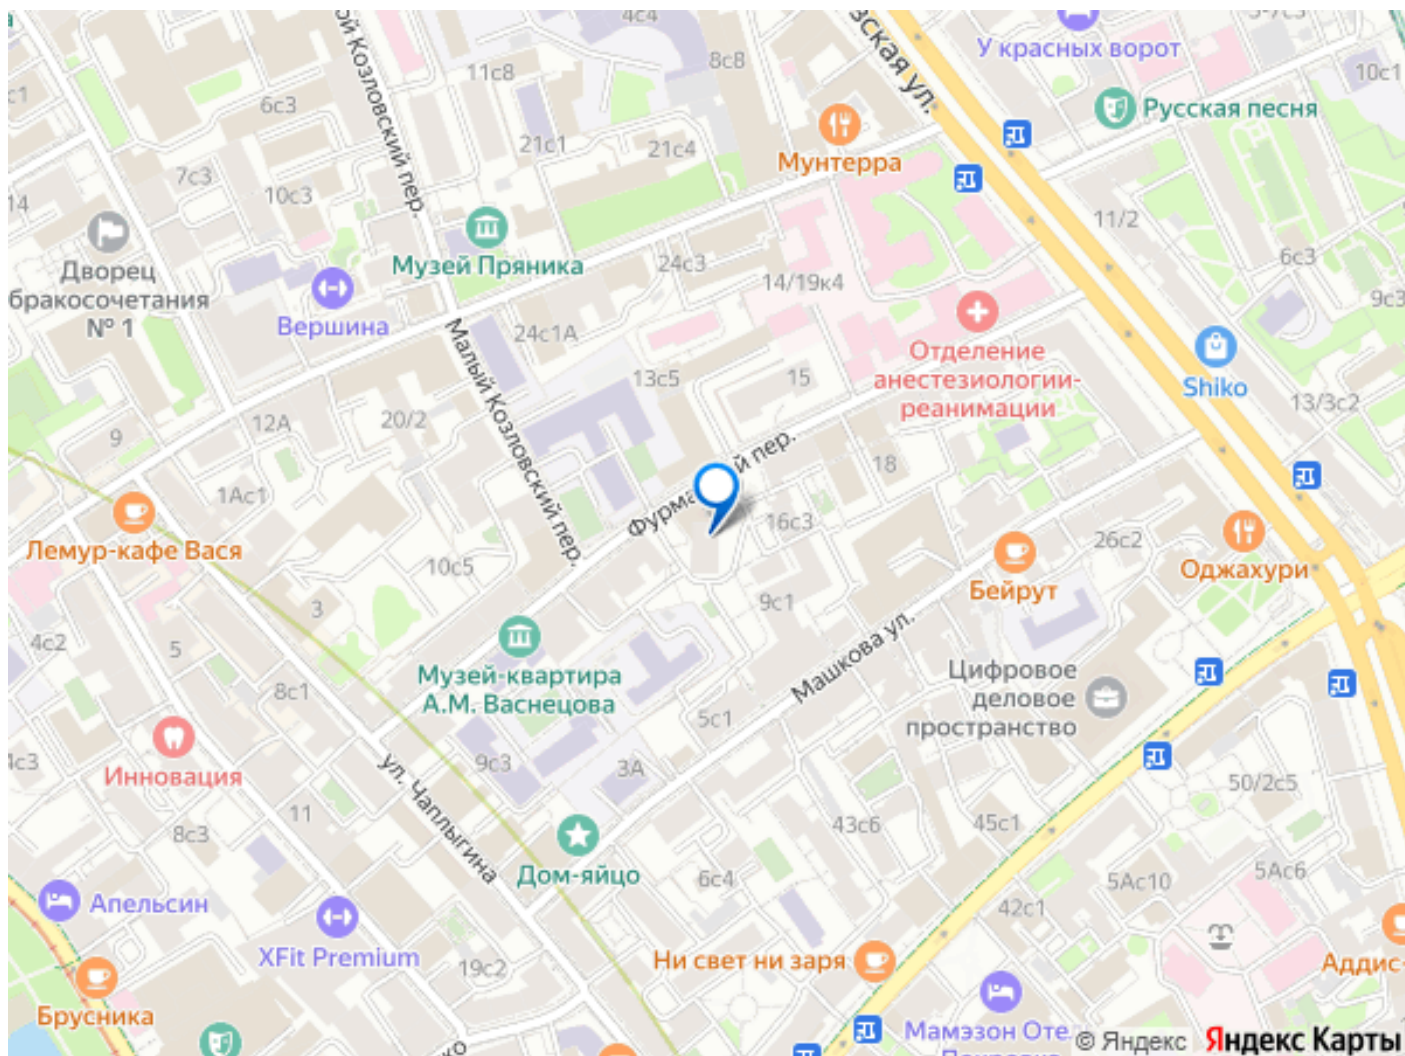 4с4
8с8
11с8
6с3
21с1
21с4
7с3
10с3
14
ой Козловский пер.
вская ул.
У красных ворот
10с1
Русская песня
Мунтерра
11/2
6с3
9с3
Дворец
бракосочетания
№ 1
Музей Пряника
Вершина
24с3
14/19к4
24с1А
Малый Козловский пер.
Отделение
анестезиологии-
реанимации
Shiko
13/3с2
13с5
15
9
12А
20/2
18
1Ас1
Лемур-кафе Вася
16с3
26с2
Оджахури
Бейрут
10с5
3
9с1
4с2
5
8с1
Музей-квартира
А.М. Васнецова
Машкова ул.
Цифровое
деловое
пространство
5с1
Инновация
9с3
3А
ул. Чаплыгина
50/2с5
11
8с3
43с6
45с1
Дом-яйцо
6с4
5Ас10
5Ас6
42с1
Апельсин
XFit Premium
19с2
Ни свет ни заря
Аддис-
Брусника
Мамэзон Оте
© Яндекс
Яндекс Карты